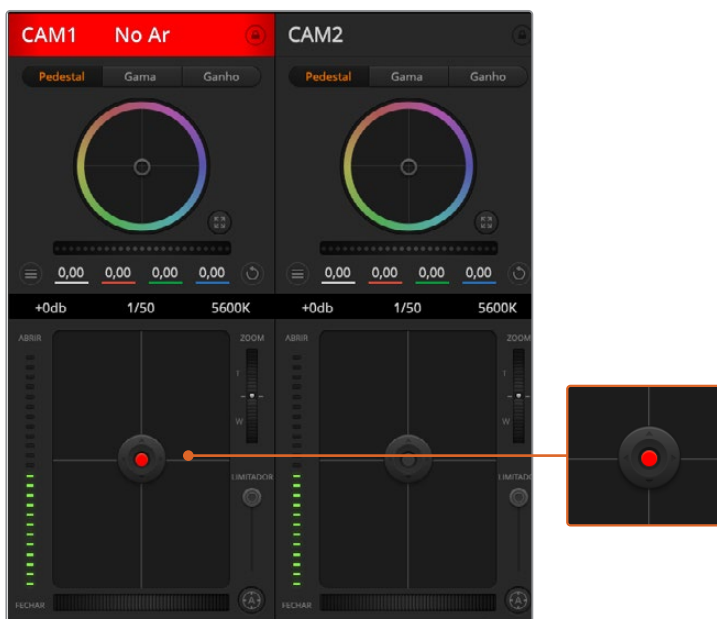 CAM1 No Ar
Pedestal Gama Ganho
0,00 0,00 0,00 0,00
+0db 1/50 5600K
ABRIR ZOOM
T
W
LIMITADOR
FECHAR A
CAM2
Pedestal Gama Ganho
0,00 0,00 0,00 0,00
+0db 1/50 5600K
ABRIR ZOOM
T
W
LIMITADO
FECHAR A